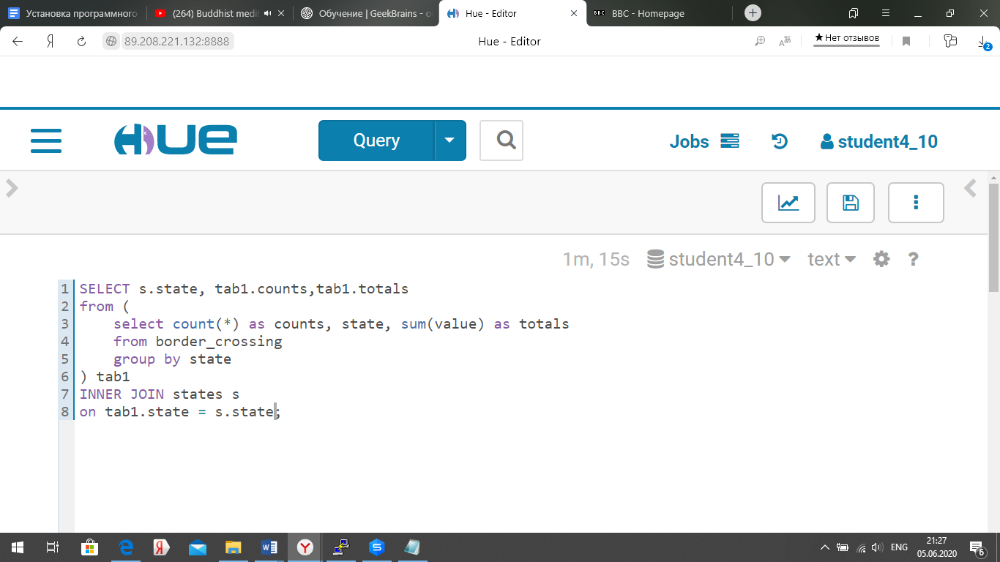 Установка программного
(264) Buddhist medi
Обучение | GeekBrains - о
Hue - Editor
BBC - Homepage
89.208.221.132:8888
Hue - Editor
★Нет отзывов
2
HUE
Query
Jobs
student4_10
1m, 15s
student4_10
text
?
1 SELECT s.state, tab1.counts,tab1.totals
2 from (
3 select count(*) as counts, state, sum(value) as totals
4 from border_crossing
5 group by state
6 ) tab1
7 INNER JOIN states s
8 on tab1.state = s.state;
ENG
21:27
05.06.2020
6